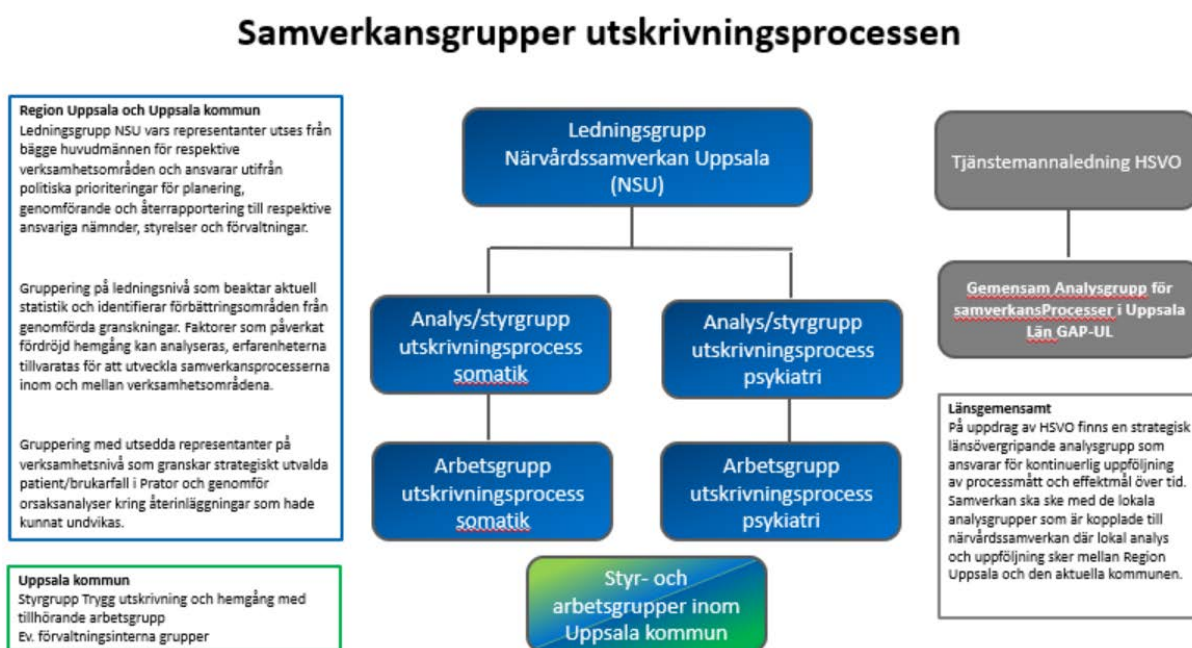 Samverkansgrupper utskrivningsprocessen
Region Uppsala och Uppsala kommun
Ledningsgrupp NSU vars representanter utses från
bägge huvudmännen för respektive
verksamhetsområden och ansvarar utifrån
politiska prioriteringar för planering,
genomförande och återrapportering till respektive
ansvariga nämnder, styrelser och förvaltningar.
Gruppering på ledningsnivå som beaktar aktuell
statistik och identifierar förbättringsområden från
genomförda granskningar. Faktorer som påverkat
fördröjd hemgång kan analyseras, erfarenheterna
tillvaratas för att utveckla samverkansprocesserna
inom och mellan verksamhetsområdena.
Gruppering med utsedda representanter på
verksamhetsnivå som granskar strategiskt utvalda
patient/brukarfall i Prator och genomför
orsaksanalyser kring återinläggningar som hade
kunnat undvikas.
Uppsala kommun
Styrgrupp Trygg utskrivning och hemgång med
tillhörande arbetsgrupp
Ev. förvaltningsinterna grupper
Ledningsgrupp
Närvårdssamverkan Uppsala
(NSU)
Analys/styrgrupp
utskrivningsprocess
somatik
Analys/styrgrupp
utskrivningsprocess
psykiatri
Arbetsgrupp
utskrivningsprocess
somatik
Arbetsgrupp
utskrivningsprocess
psykiatri
Styr- och
arbetsgrupper inom
Uppsala kommun
Tjänstemannaledning HSVO
Gemensam Analysgrupp för
samverkansProcesser i Uppsala
Län GAP-UL
Länsgemensamt
På uppdrag av HSVO finns en strategisk
länsövergripande analysgrupp som
ansvarar för kontinuerlig uppföljning
av processmått och effektmål över tid.
Samverkan ska ske med de lokala
analysgrupper som är kopplade till
närvårdssamverkan där lokal analys
och uppföljning sker mellan Region
Uppsala och den aktuella kommunen.